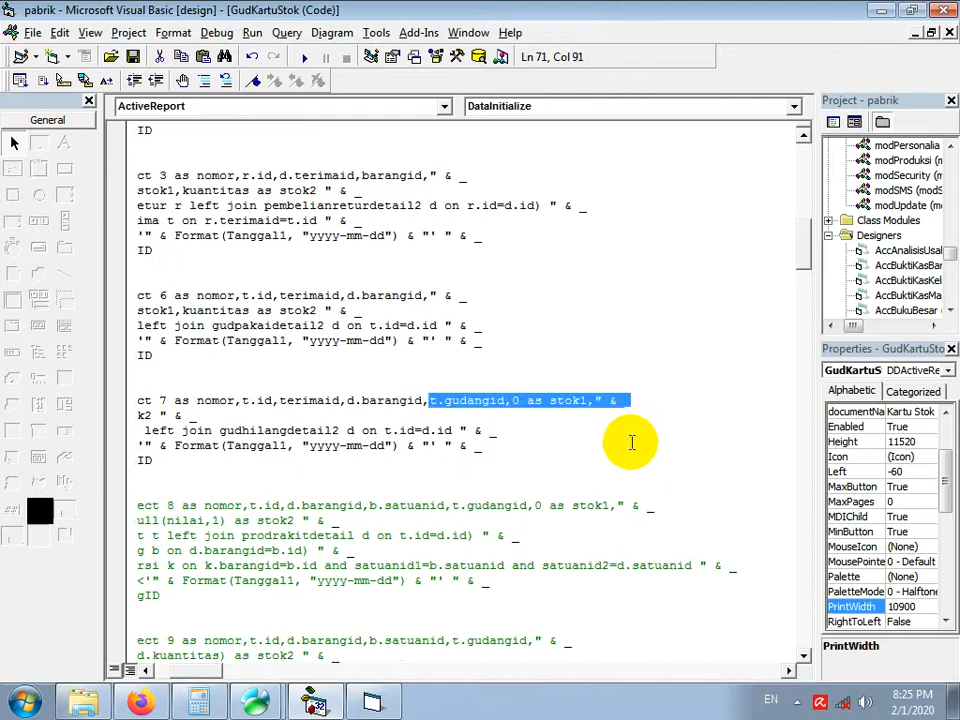 pabrik - Microsoft Visual Basic [design] - [GudKartuStok (Code)]
File Edit View Project Format Debug Run Query Diagram Tools Add-Ins Window Help
Ln 71, Col 91
General
ActiveReport
DataInitialize
ID
ct 3 as nomor,r.id,d.terimaid,barangid," & _
stok1,kuantitas as stok2 " & _
etur r left join pembelianreturdetail2 d on r.id=d.id) " & _
ima t on r.terimaid=t.id " & _
'" & Format(Tanggal1, "yyyy-mm-dd") & "' " & _
ID
ct 6 as nomor,t.id,terimaid,d.barangid," & _
stok1,kuantitas as stok2 " & _
left join gudpakaidetail2 d on t.id=d.id " & _
'" & Format(Tanggal1, "yyyy-mm-dd") & "' " & _
ID
ct 7 as nomor,t.id,terimaid,d.barangid,t.gudangid,0 as stok1," & _
k2 " & _
left join gudhilangdetail2 d on t.id=d.id " & _
'" & Format(Tanggal1, "yyyy-mm-dd") & "' " & _
ID
ect 8 as nomor,t.id,d.barangid,b.satuanid,t.gudangid,0 as stok1," & _
ull(nilai,1) as stok2 " & _
t t left join prodrakitdetail d on t.id=d.id) " & _
g b on d.barangid=b.id) " & _
rsi k on k.barangid=b.id and satuanid1=b.satuanid and satuanid2=d.satuanid " & _
<'" & Format(Tanggal1, "yyyy-mm-dd") & "' " & _
gID
ect 9 as nomor,t.id,d.barangid,b.satuanid,t.gudangid," & _
d.kuantitas) as stok2 " & _
Project - pabrik
modPersonalia
modProduksi (m
modSecurity (m
modSMS (modS
modUpdate (m
Class Modules
Designers
AccAnalisisUsal
AccBuktiKasBar
AccBuktiKasKel
AccBuktiKasMa
AccBukuBesar (
Properties - GudKartuSto
GudKartuS DDActiveRe
Alphabetic Categorized
documentNa Kartu Stok
Enabled True
Height 11520
Icon (Icon)
Left -60
MaxButton True
MaxPages 0
MDIChild True
MinButton True
MouseIcon (None)
MousePointe 0 - Default
Palette (None)
PaletteMode 0 - Halftone
PrintWidth 10900
RightToLeft False
PrintWidth
EN
8:25 PM
2/1/2020